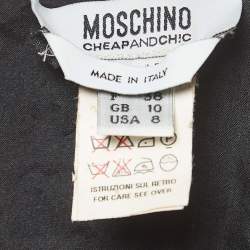 MOSCHINO
CHEAPANDCHIC
MADE IN ITALY
F 38
GB 10
USA 8
ISTRUZIONI SUL RETRO
FOR CARE SEE OVER